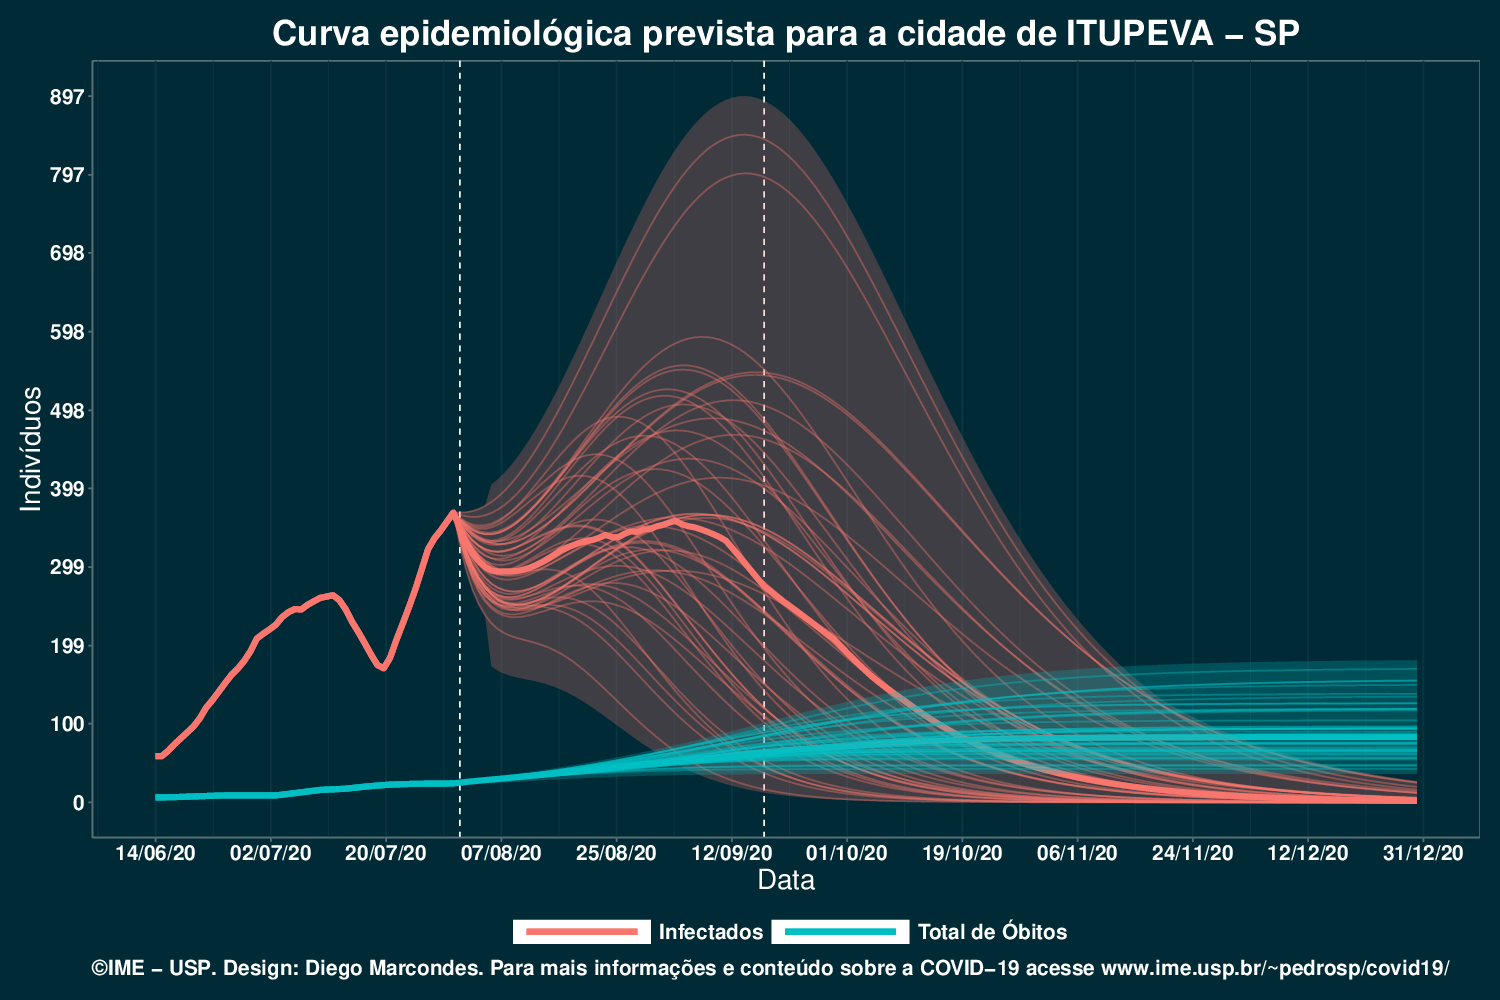 Curva epidemiológica prevista para a cidade de ITUPEVA – SP
Indivíduos
897
797
698
598
498
399
299
199
100
0
14/06/20 02/07/20 20/07/20 07/08/20 25/08/20 12/09/20 01/10/20 19/10/20 06/11/20 24/11/20 12/12/20 31/12/20
Data
Infectados Total de Óbitos
©IME – USP. Design: Diego Marcondes. Para mais informações e conteúdo sobre a COVID–19 acesse www.ime.usp.br/~pedrosp/covid19/